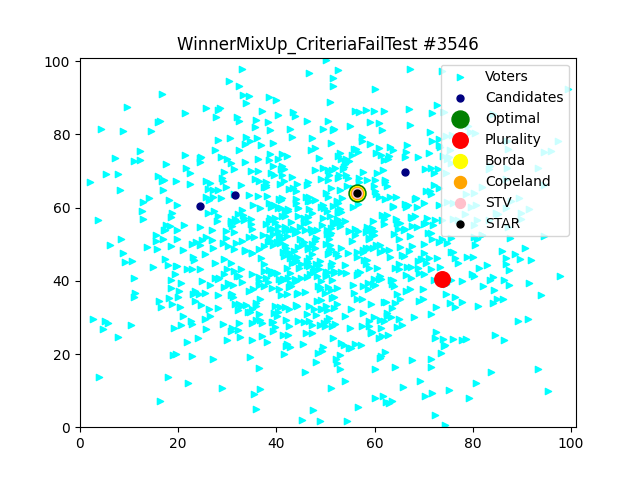 WinnerMixUp_CriteriaFailTest #3546
100
80
60
40
20
0
0
20
40
60
80
100
Voters
Candidates
Optimal
Plurality
Borda
Copeland
STV
STAR